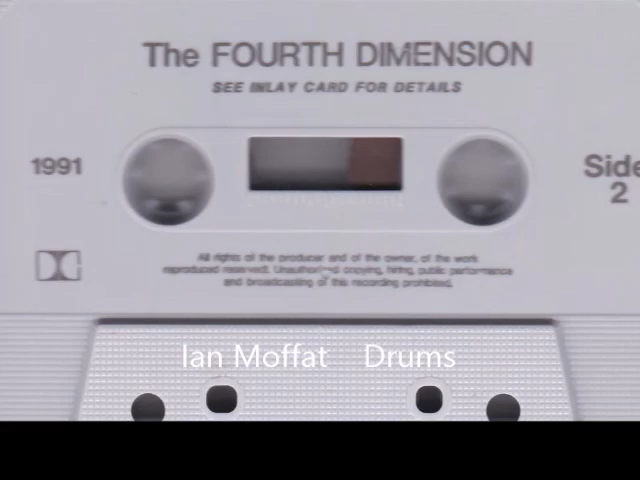 The FOURTH DIMENSION
SEE INLAY CARD FOR DETAILS
1991
Side
2
All rights of the producer and of the owner, of the work
reproduced reserved. Unauthorized copying, hiring, public performance
and broadcasting of this recording prohibited.
Ian Moffat Drums